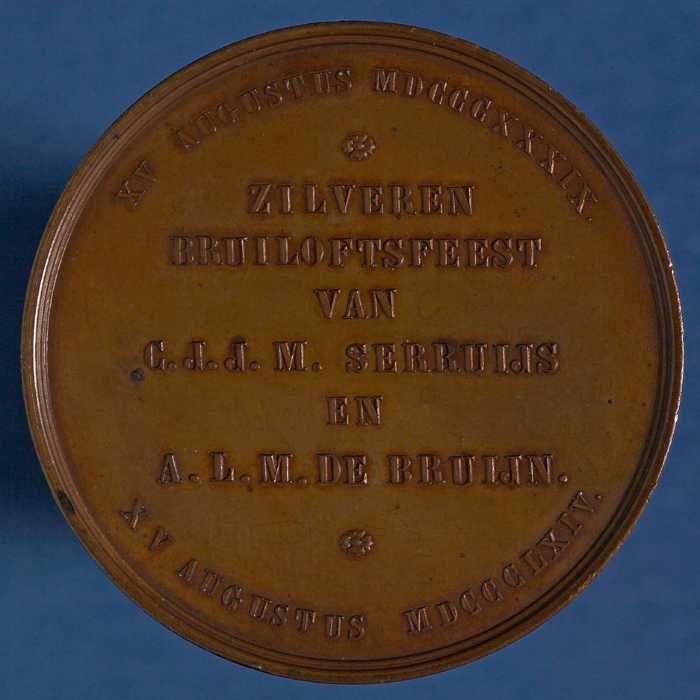 XV AUGUSTUS MDCCCXXXIX.
ZILVEREN
BRUILOFTSFEEST
VAN
C.J.J.M. SERRUIJS
EN
A.L.M. DE BRUIJN.
XV AUGUSTUS MDCCCLXIV.